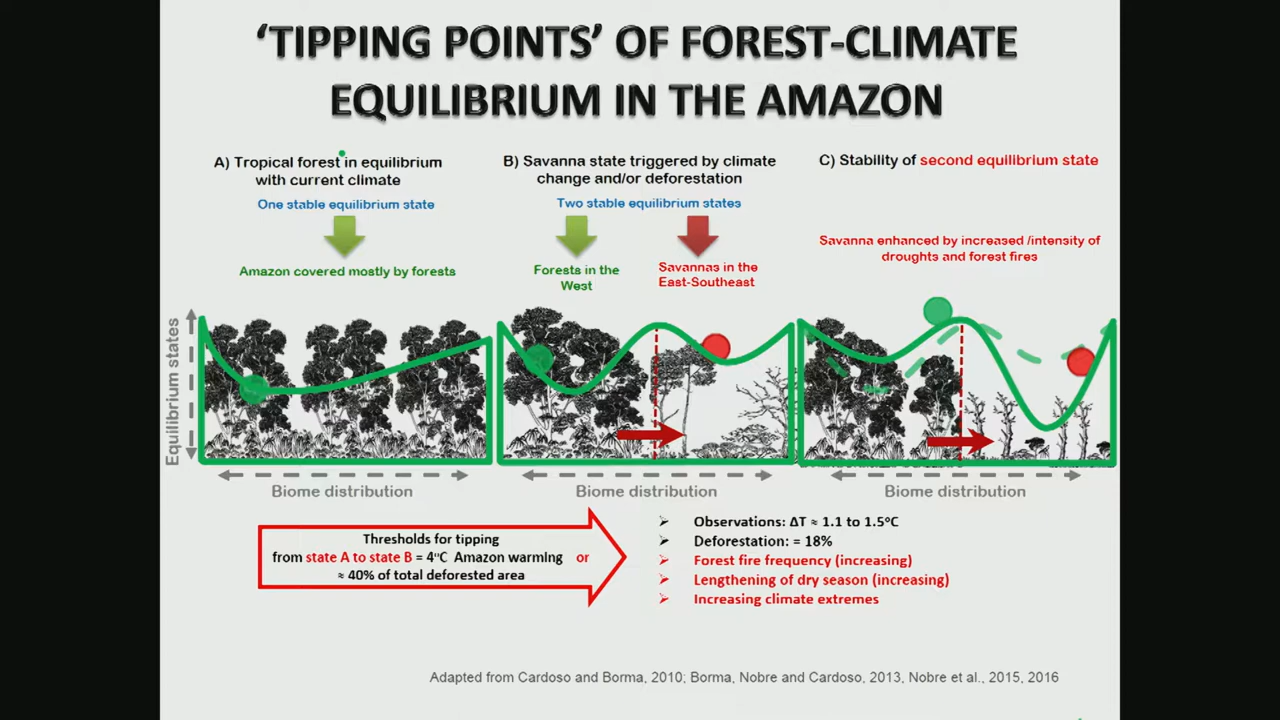 ‘TIPPING POINTS’ OF FOREST-CLIMATE
EQUILIBRIUM IN THE AMAZON
A) Tropical forest in equilibrium
with current climate
One stable equilibrium state
Amazon covered mostly by forests
B) Savanna state triggered by climate
change and/or deforestation
Two stable equilibrium states
Forests in the
West
Savannas in the
East-Southeast
C) Stability of second equilibrium state
Savanna enhanced by increased /intensity of
droughts and forest fires
Equilibrium states
Biome distribution
Biome distribution
Biome distribution
Thresholds for tipping
from state A to state B = 4°C Amazon warming or
≈ 40% of total deforested area
➢ Observations: ΔT ≈ 1.1 to 1.5°C
➢ Deforestation: = 18%
➢ Forest fire frequency (increasing)
➢ Lengthening of dry season (increasing)
➢ Increasing climate extremes
Adapted from Cardoso and Borma, 2010; Borma, Nobre and Cardoso, 2013, Nobre et al., 2015, 2016